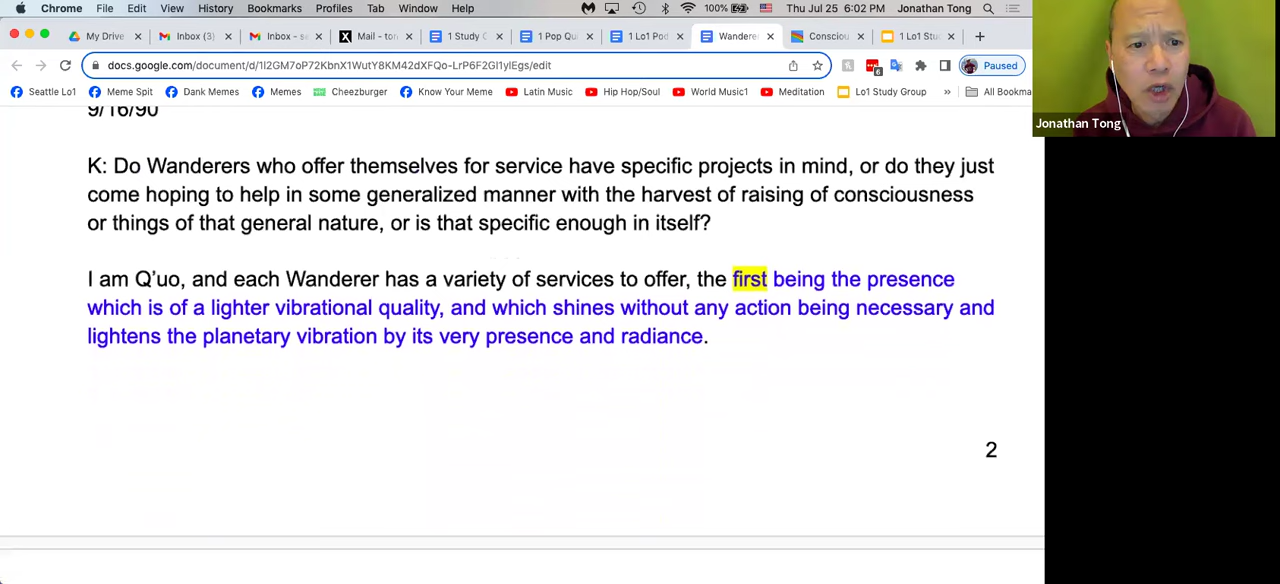 Chrome File Edit View History Bookmarks Profiles Tab Window Help 100% Thu Jul 25 6:02 PM Jonathan Tong
My Drive Inbox (3) Inbox - se Mail - tor 1 Study G 1 Pop Qui 1 Lo1 Pod Wandere Consciou 1 Lo1 Stu
docs.google.com/document/d/1I2GM7oP72KbnX1WutY8KM42dXFQo-LrP6F2GI1ylEgs/edit 6 Paused
Seattle Lo1 Meme Spit Dank Memes Memes Cheezburger Know Your Meme Latin Music Hip Hop/Soul World Music1 Meditation Lo1 Study Group » All Bookma
Jonathan Tong
9/16/90
K: Do Wanderers who offer themselves for service have specific projects in mind, or do they just
come hoping to help in some generalized manner with the harvest of raising of consciousness
or things of that general nature, or is that specific enough in itself?
I am Q'uo, and each Wanderer has a variety of services to offer, the first being the presence
which is of a lighter vibrational quality, and which shines without any action being necessary and
lightens the planetary vibration by its very presence and radiance.
2